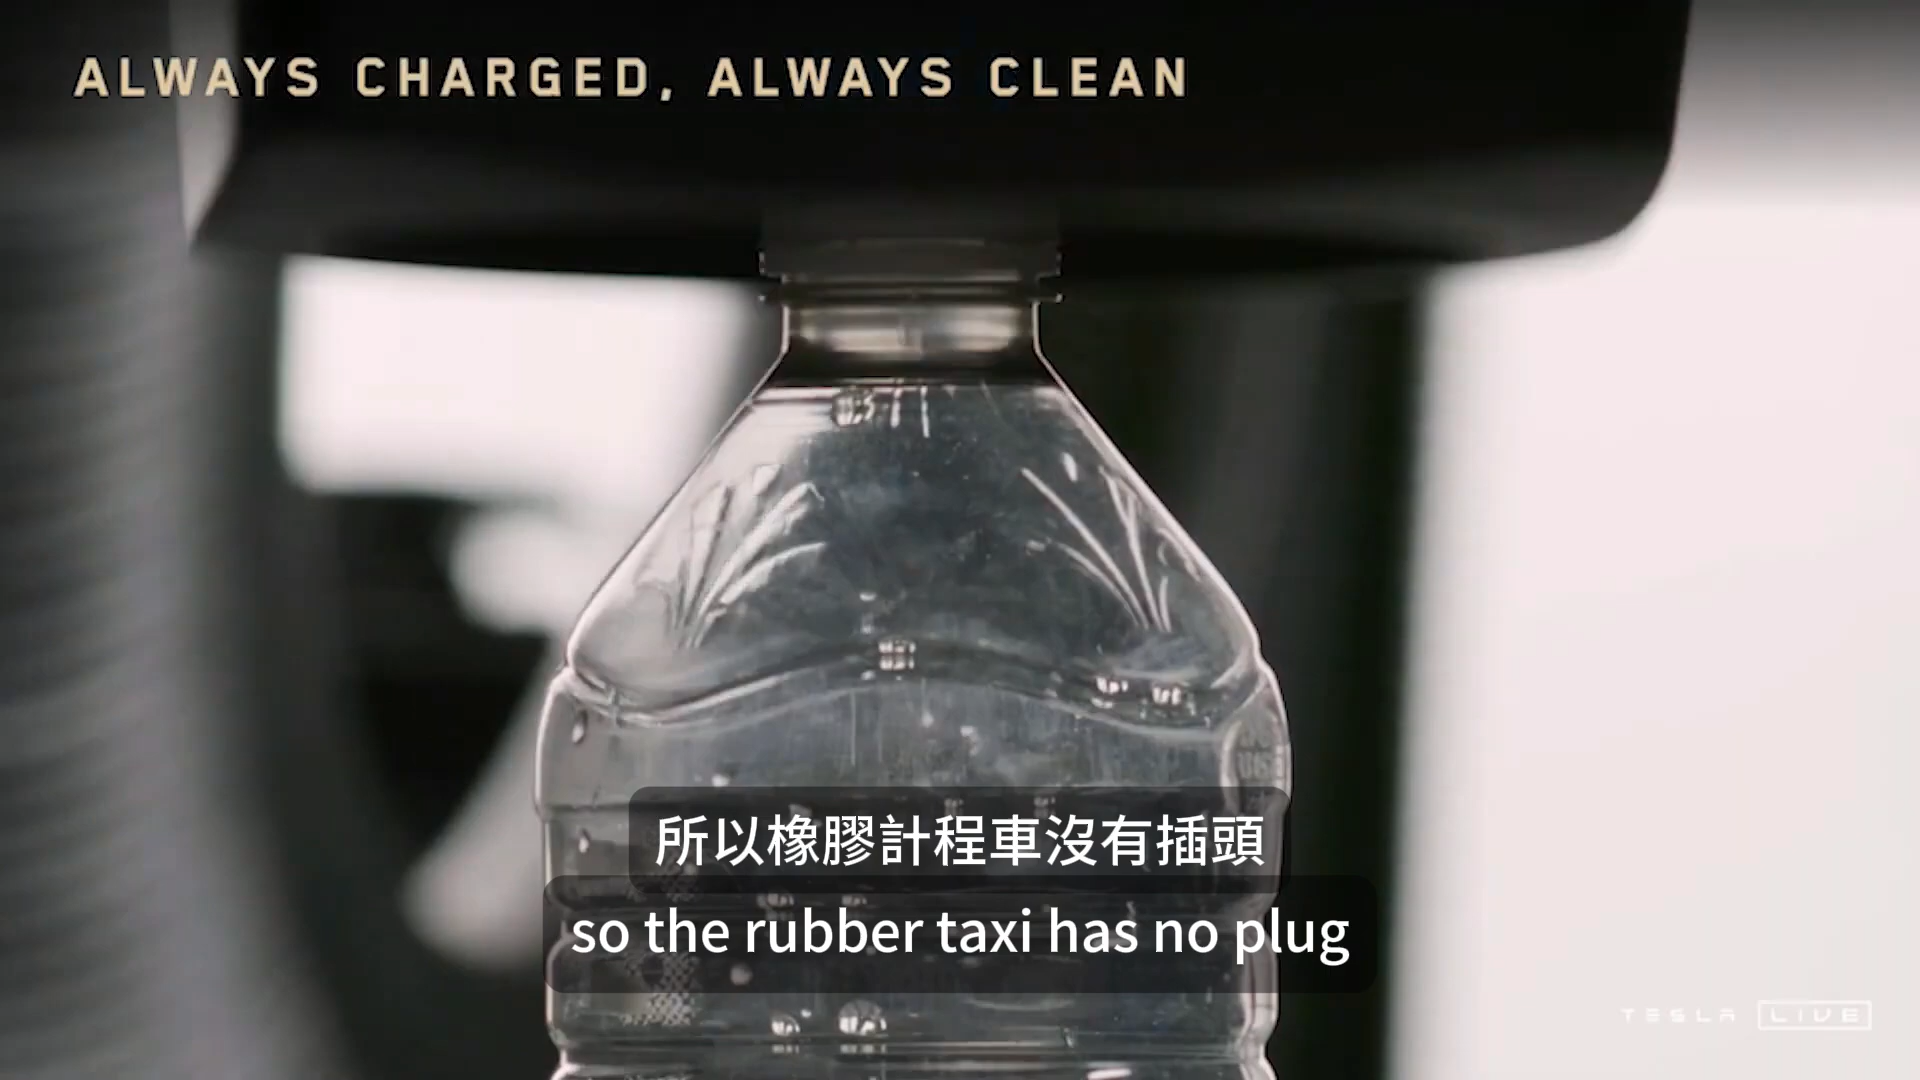 ALWAYS CHARGED, ALWAYS CLEAN
所以橡膠計程車沒有插頭
so the rubber taxi has no plug
TESLA LIVE